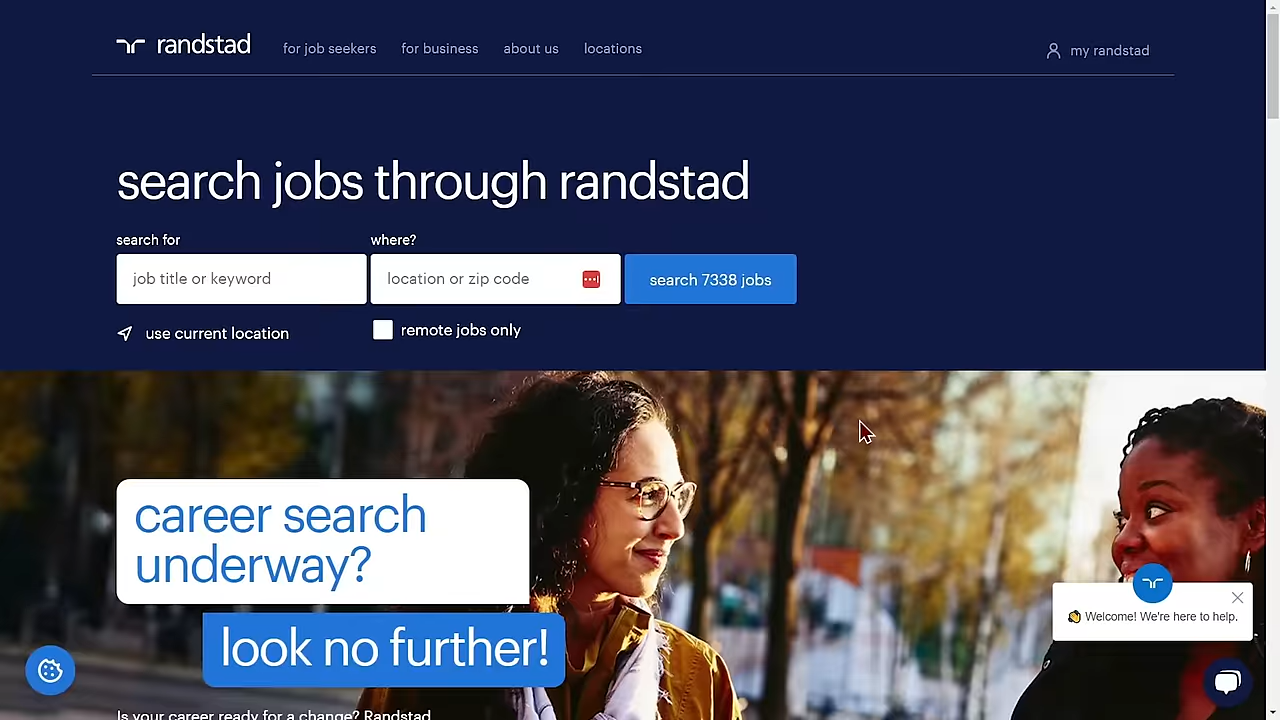 randstad
for job seekers
for business
about us
locations
my randstad
search jobs through randstad
search for
where?
job title or keyword
location or zip code
search 7338 jobs
use current location
remote jobs only
career search
underway?
look no further!
👋 Welcome! We're here to help.
Is your career ready for a change? Randstad